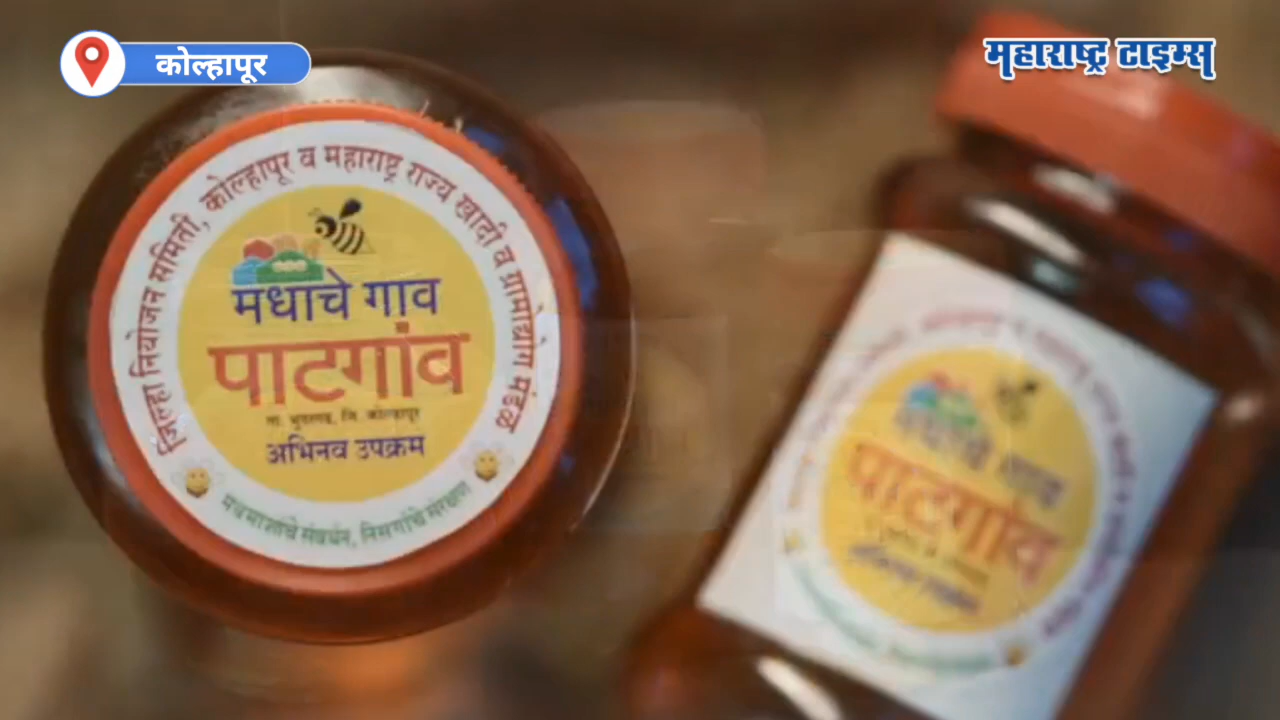 कोल्हापूर
महाराष्ट्र टाइम्स्
जिल्हा नियोजन समिती, कोल्हापूर व महाराष्ट्र राज्य खादी व ग्रामोद्योग मंडळ
मधाचे गाव
पाटगांव
ता. भुदरगड, जि. कोल्हापूर
अभिनव उपक्रम
मधमाशांचे संवर्धन, निसर्गाचे संरक्षण
पाटगांव